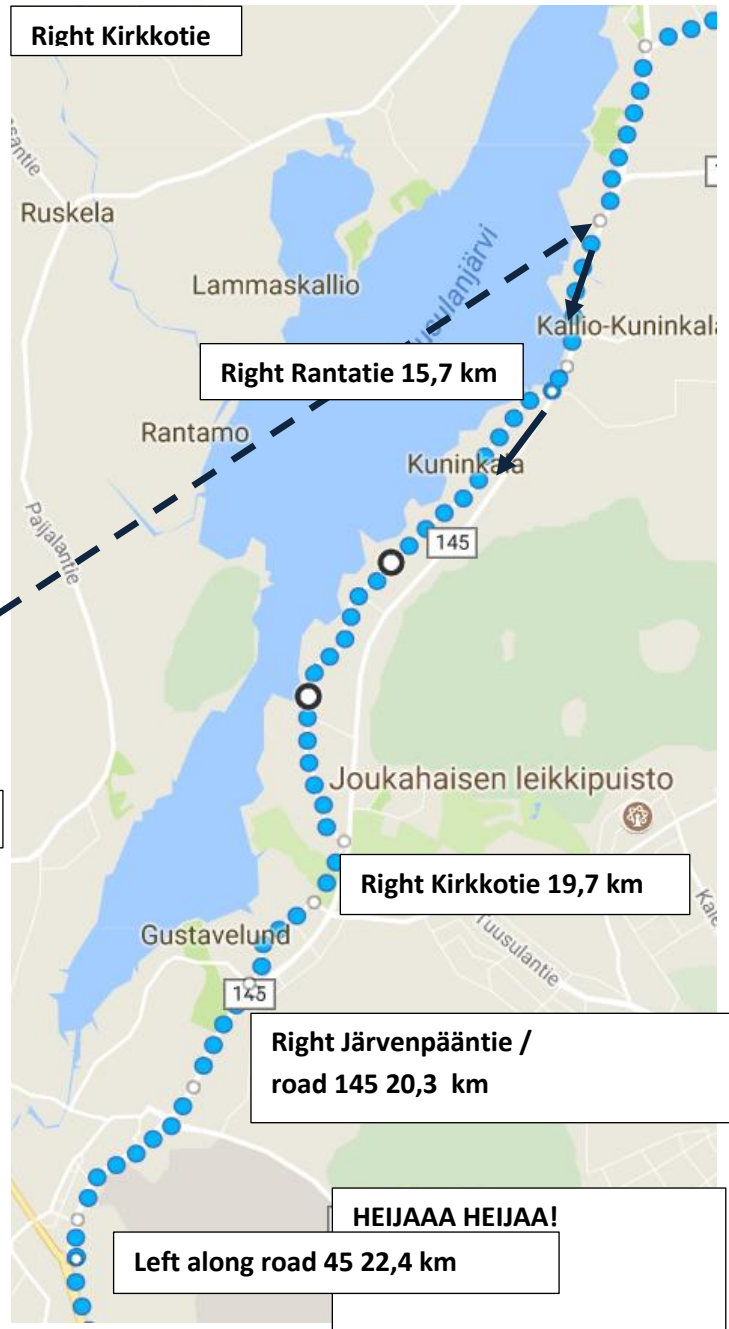 Right Kirkkotie
Ruskela
Lammaskallio
Kallio-Kuninkala
Right Rantatie 15,7 km
Rantamo
Kuninkala
145
Paijalantie
Joukahaisen leikkipuisto
Right Kirkkotie 19,7 km
Gustavelund
Tuusulantie
145
Right Järvenpääntie /
road 145 20,3 km
HEIJAAA HEIJAA!
Left along road 45 22,4 km